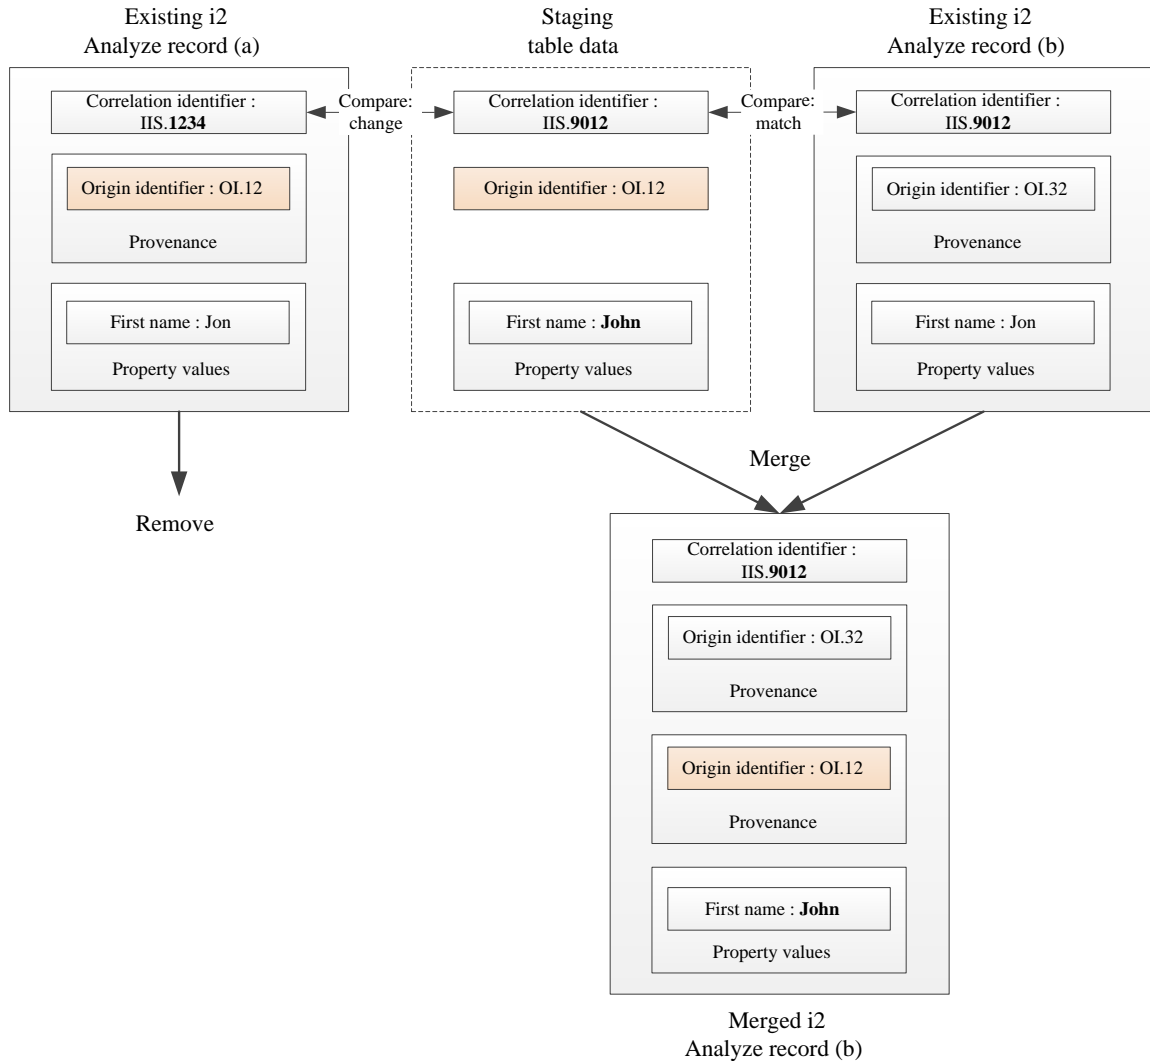 Existing i2
Analyze record (a)
Staging
table data
Existing i2
Analyze record (b)
Correlation identifier :
IIS.1234
Compare:
change
Correlation identifier :
IIS.9012
Compare:
match
Correlation identifier :
IIS.9012
Origin identifier : OI.12
Provenance
Origin identifier : OI.12
Origin identifier : OI.32
Provenance
First name : Jon
Property values
First name : John
Property values
First name : Jon
Property values
Remove
Merge
Correlation identifier :
IIS.9012
Origin identifier : OI.32
Provenance
Origin identifier : OI.12
Provenance
First name : John
Property values
Merged i2
Analyze record (b)